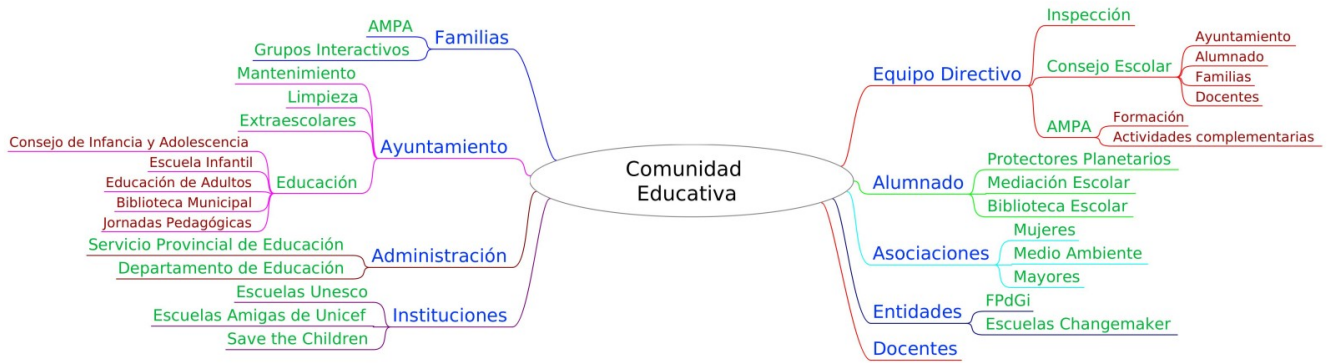 Comunidad
Educativa
Familias
AMPA
Grupos Interactivos
Ayuntamiento
Mantenimiento
Limpieza
Extraescolares
Educación
Consejo de Infancia y Adolescencia
Escuela Infantil
Educación de Adultos
Biblioteca Municipal
Jornadas Pedagógicas
Administración
Servicio Provincial de Educación
Departamento de Educación
Instituciones
Escuelas Unesco
Escuelas Amigas de Unicef
Save the Children
Equipo Directivo
Inspección
Consejo Escolar
Ayuntamiento
Alumnado
Familias
Docentes
AMPA
Formación
Actividades complementarias
Alumnado
Protectores Planetarios
Mediación Escolar
Biblioteca Escolar
Asociaciones
Mujeres
Medio Ambiente
Mayores
Entidades
FPdGi
Escuelas Changemaker
Docentes